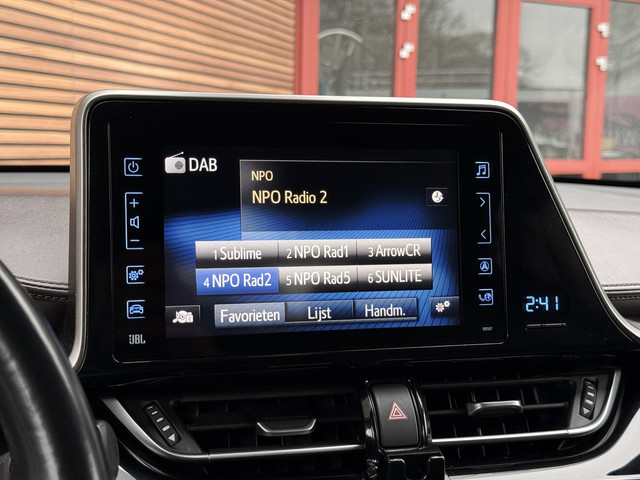 DAB
NPO
NPO Radio 2
1 Sublime 2 NPO Rad1 3 ArrowCR
4 NPO Rad2 5 NPO Rad5 6 SUNLITE
Favorieten Lijst Handm.
2:41
JBL